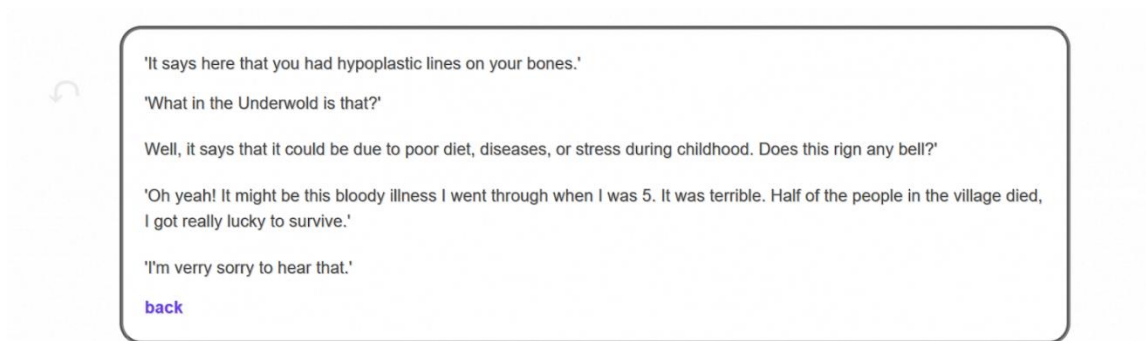 'It says here that you had hypoplastic lines on your bones.'
'What in the Underwold is that?'
Well, it says that it could be due to poor diet, diseases, or stress during childhood. Does this rign any bell?'
'Oh yeah! It might be this bloody illness I went through when I was 5. It was terrible. Half of the people in the village died,
I got really lucky to survive.'
'I'm verry sorry to hear that.'
back